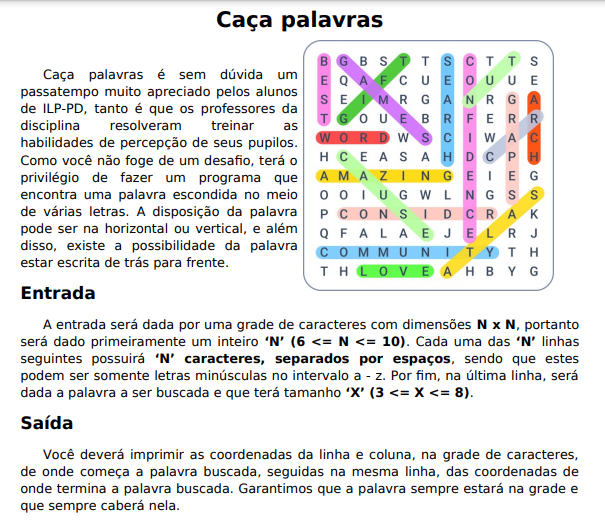 Caça palavras
Caça palavras é sem dúvida um
passatempo muito apreciado pelos alunos
de ILP-PD, tanto é que os professores da
disciplina resolveram treinar as
habilidades de percepção de seus pupilos.
Como você não foge de um desafio, terá o
privilégio de fazer um programa que
encontra uma palavra escondida no meio
de várias letras. A disposição da palavra
pode ser na horizontal ou vertical, e além
disso, existe a possibilidade da palavra
estar escrita de trás para frente.
B G B S T T S C T T S
E Q A F C U E O U U E
S E I M R G A N R G A
T G O U E B R F E R R
W O R D W S C I W A C
H C E A S A H D C P H
A M A Z I N G E I E G
O O I U G W L N G S S
P C O N S I D C R A K
Q F A L A E J E L R J
C O M M U N I T Y T H
T H L O V E A H B Y G
Entrada
A entrada será dada por uma grade de caracteres com dimensões N x N, portanto
será dado primeiramente um inteiro ‘N’ (6 <= N <= 10). Cada uma das ‘N’ linhas
seguintes possuirá ‘N’ caracteres, separados por espaços, sendo que estes
podem ser somente letras minúsculas no intervalo a - z. Por fim, na última linha, será
dada a palavra a ser buscada e que terá tamanho ‘X’ (3 <= X <= 8).
Saída
Você deverá imprimir as coordenadas da linha e coluna, na grade de caracteres,
de onde começa a palavra buscada, seguidas na mesma linha, das coordenadas de
onde termina a palavra buscada. Garantimos que a palavra sempre estará na grade e
que sempre caberá nela.